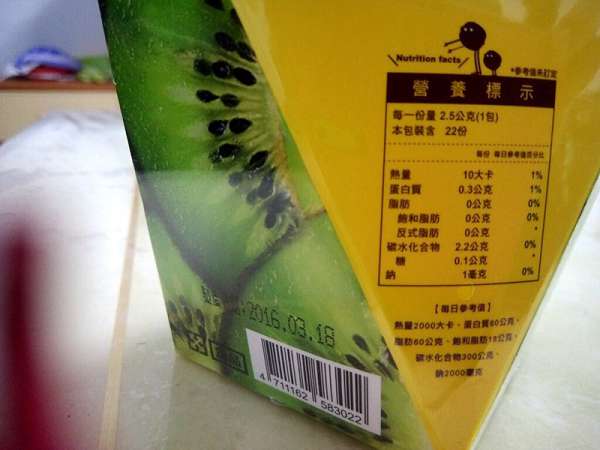 Nutrition facts
*參考值未訂定
營養標示
每一份量 2.5公克(1包)
本包裝含 22份
每份 每日參考值百分比
熱量 10大卡 1%
蛋白質 0.3公克 1%
脂肪 0公克 0%
飽和脂肪 0公克 0%
反式脂肪 0公克 *
碳水化合物 2.2公克 0%
糖 0.1公克 *
鈉 1毫克 0%
【每日參考值】
熱量2000大卡、蛋白質60公克、
脂肪60公克、飽和脂肪18公克、
碳水化合物300公克、
鈉2000毫克
2016.03.18
4 711162 583022